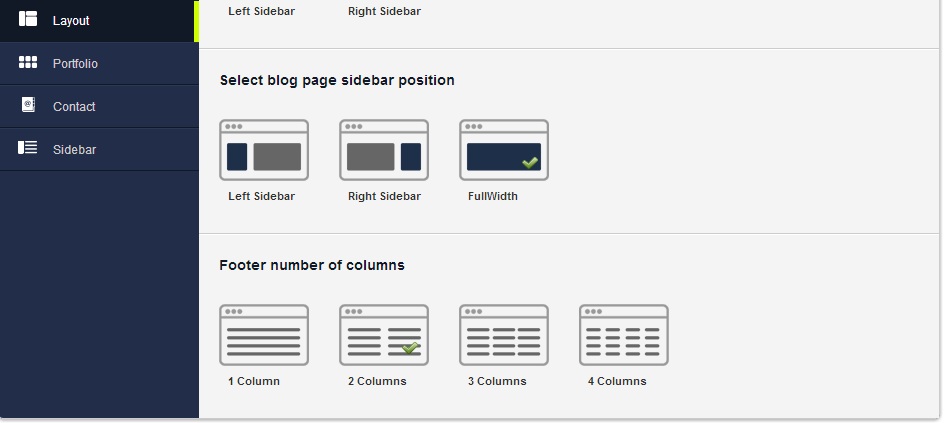 Layout
Portfolio
Contact
Sidebar
Left Sidebar Right Sidebar
Select blog page sidebar position
Left Sidebar Right Sidebar FullWidth
Footer number of columns
1 Column 2 Columns 3 Columns 4 Columns